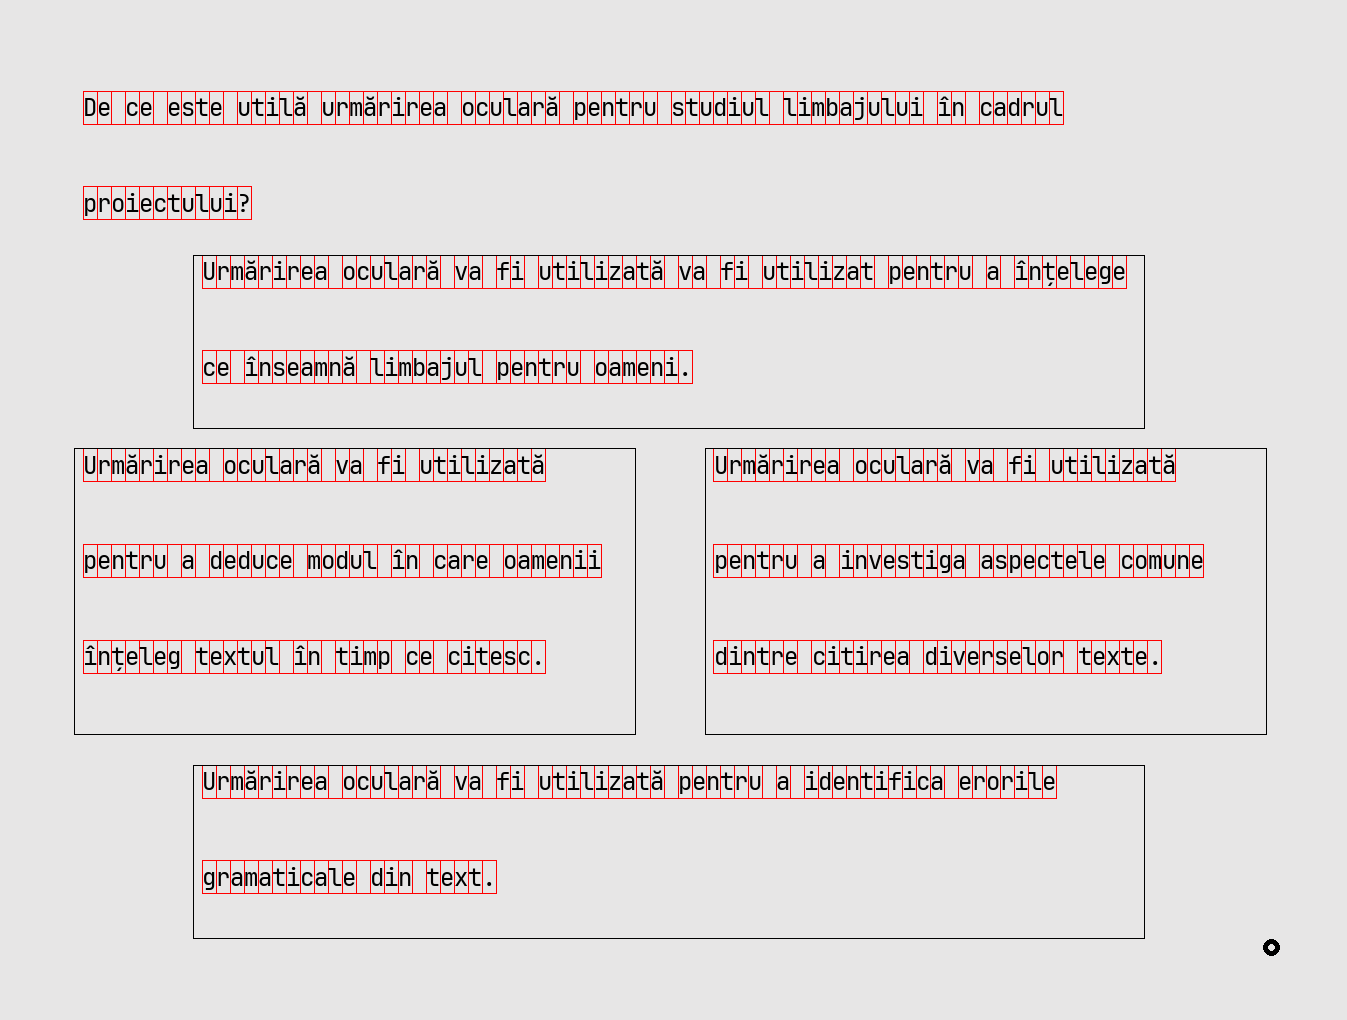 De ce este utilă urmărirea oculară pentru studiul limbajului în cadrul
proiectului?
Urmărirea oculară va fi utilizată va fi utilizat pentru a înțelege
ce înseamnă limbajul pentru oameni.
Urmărirea oculară va fi utilizată
pentru a deduce modul în care oamenii
înțeleg textul în timp ce citesc.
Urmărirea oculară va fi utilizată
pentru a investiga aspectele comune
dintre citirea diverselor texte.
Urmărirea oculară va fi utilizată pentru a identifica erorile
gramaticale din text.